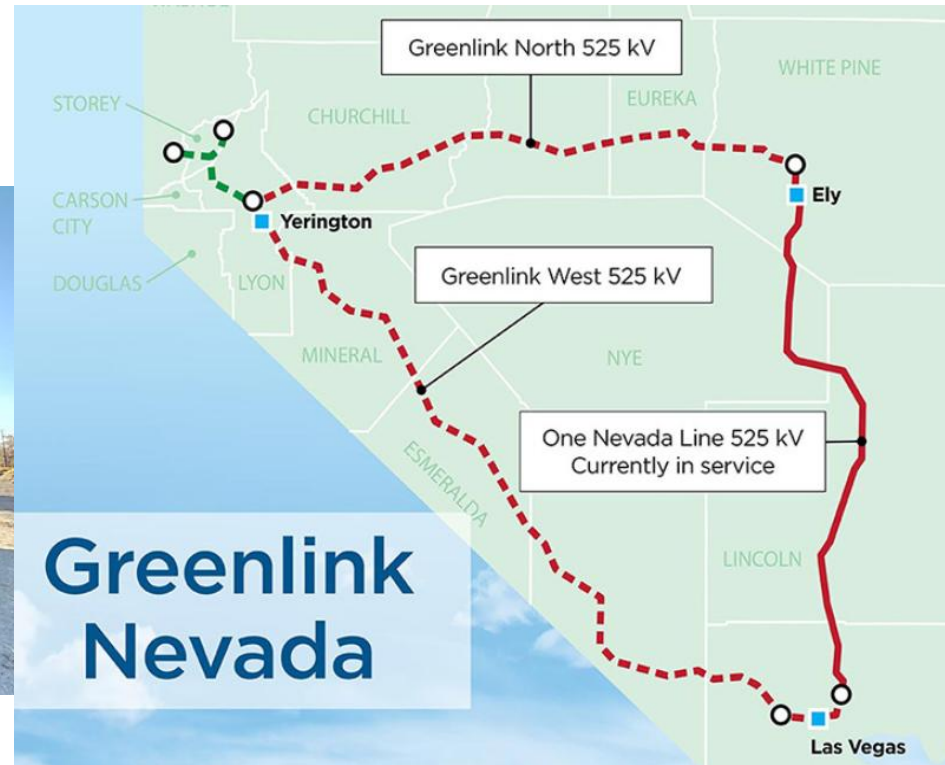 Greenlink North 525 kV
WHITE PINE
EUREKA
STOREY
CHURCHILL
CARSON
CITY
Yerington
Ely
DOUGLAS
LYON
Greenlink West 525 kV
MINERAL
NYE
One Nevada Line 525 kV
Currently in service
ESMERALDA
LINCOLN
Greenlink
Nevada
Las Vegas